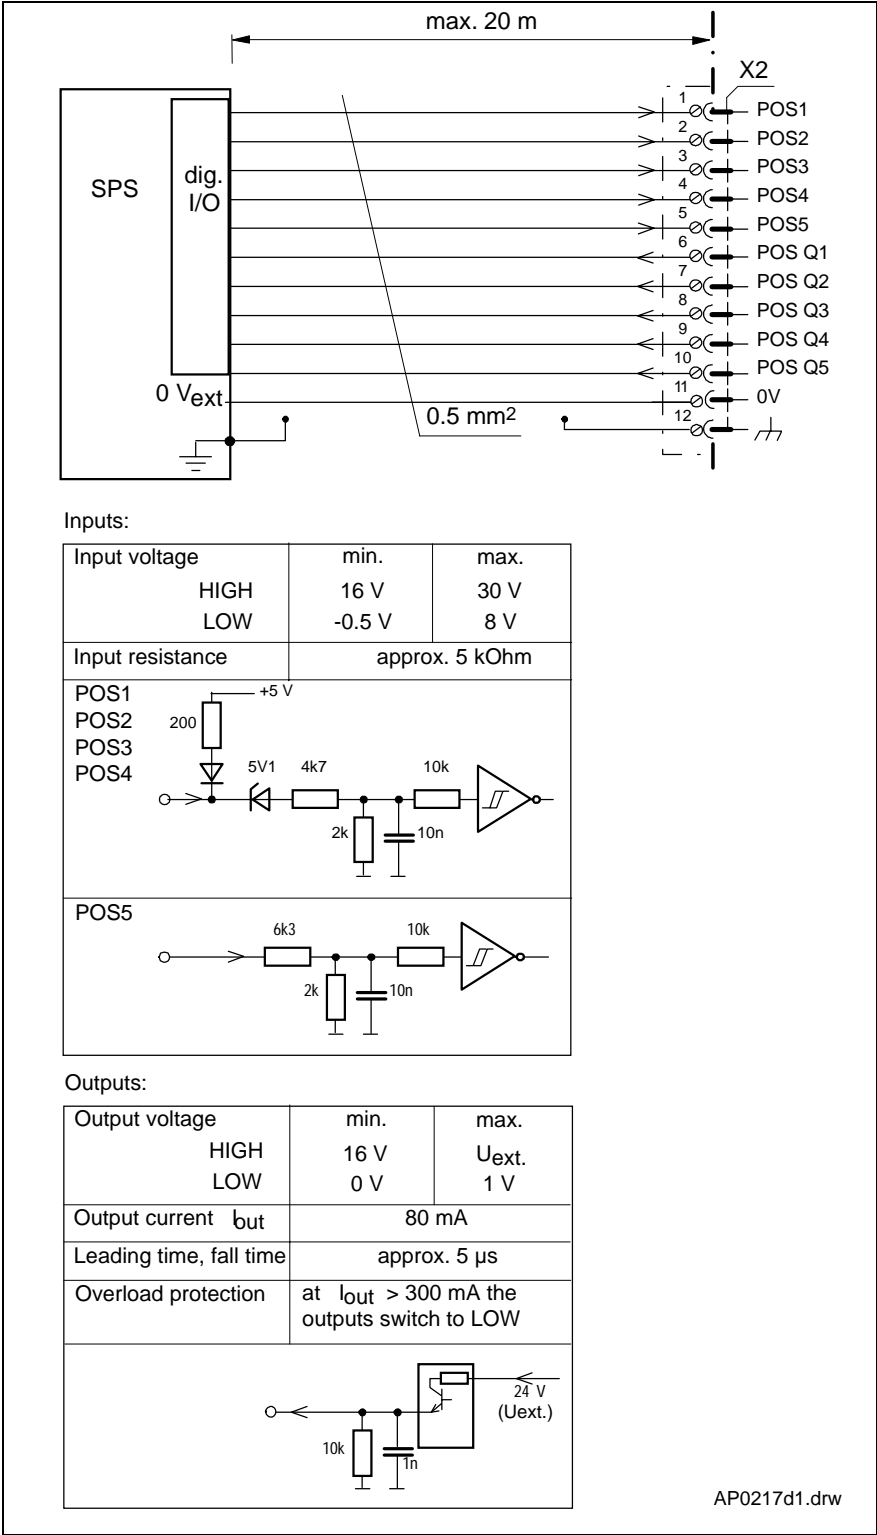 max. 20 m
X2
1 POS1
2 POS2
3 POS3
SPS
dig.
I/O
4 POS4
5 POS5
6 POS Q1
7 POS Q2
8 POS Q3
9 POS Q4
10 POS Q5
0 Vext
11 0V
0.5 mm2
12
Inputs:
Input voltage min. max.
HIGH 16 V 30 V
LOW -0.5 V 8 V
Input resistance approx. 5 kOhm
POS1
POS2
POS3
POS4
+5 V
200
5V1 4k7 10k
2k 10n
POS5
6k3 10k
2k 10n
Outputs:
Output voltage min. max.
HIGH 16 V Uext.
LOW 0 V 1 V
Output current Iout 80 mA
Leading time, fall time approx. 5 µs
Overload protection at Iout > 300 mA the
outputs switch to LOW
24 V
(Uext.)
10k 1n
AP0217d1.drw